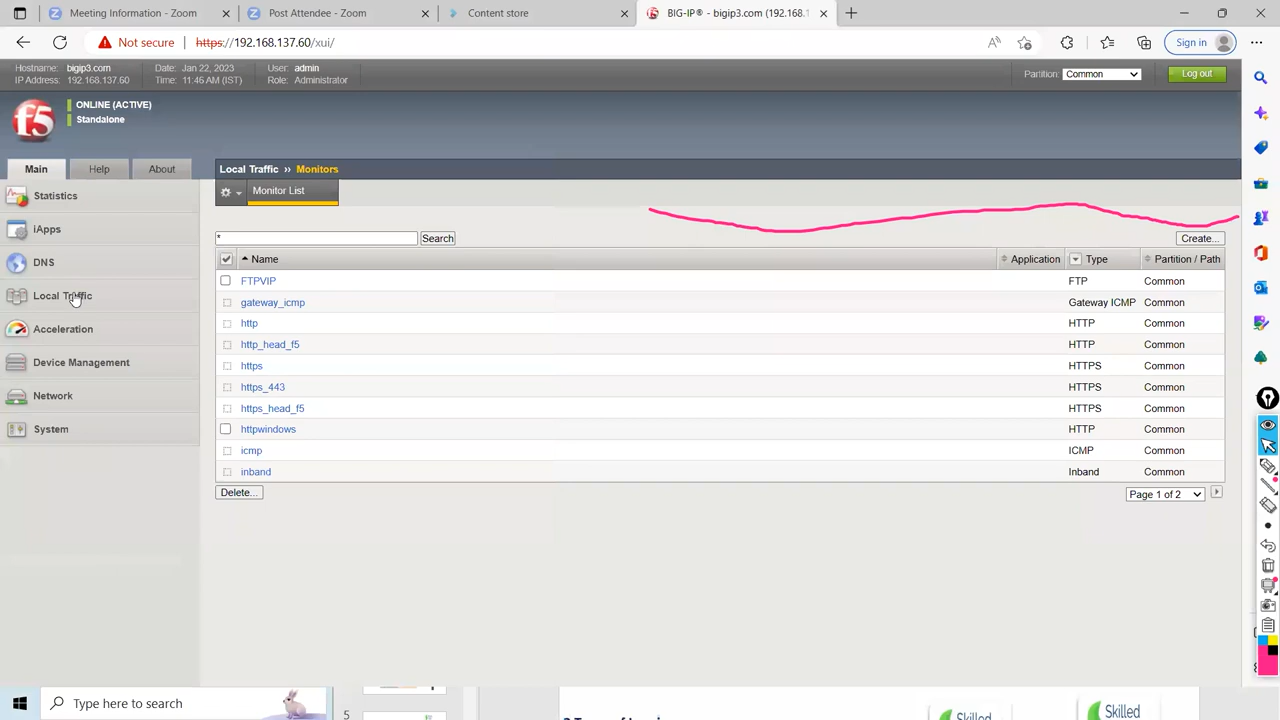 Meeting Information - Zoom
Post Attendee - Zoom
Content store
BIG-IP® - bigip3.com (192.168.1
Not secure https://192.168.137.60/xui/
Sign in
Hostname: bigip3.com Date: Jan 22, 2023 User: admin
IP Address: 192.168.137.60 Time: 11:46 AM (IST) Role: Administrator
Partition: Common Log out
f5
ONLINE (ACTIVE)
Standalone
Main Help About
Local Traffic ›› Monitors
Monitor List
Statistics
iApps
DNS
Local Traffic
Acceleration
Device Management
Network
System
* Search Create...
Name Application Type Partition / Path
FTPVIP FTP Common
gateway_icmp Gateway ICMP Common
http HTTP Common
http_head_f5 HTTP Common
https HTTPS Common
https_443 HTTPS Common
https_head_f5 HTTPS Common
httpwindows HTTP Common
icmp ICMP Common
inband Inband Common
Delete... Page 1 of 2
Type here to search
5
Skilled
Skilled